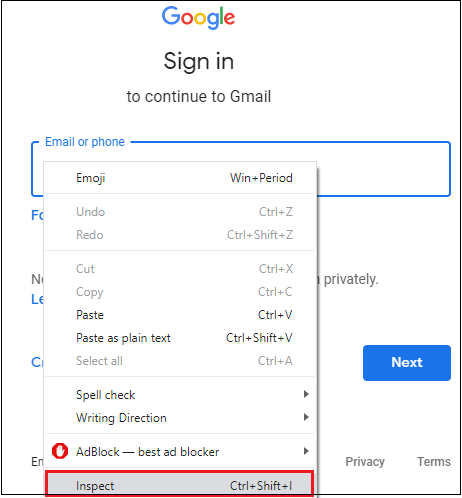 Google
Sign in
to continue to Gmail
Email or phone
Emoji Win+Period
Undo Ctrl+Z
Fo
Redo Ctrl+Shift+Z
Cut Ctrl+X
No n privately.
Copy Ctrl+C
Le
Paste Ctrl+V
Paste as plain text Ctrl+Shift+V
Cr Select all Ctrl+A Next
Spell check
Writing Direction
AdBlock — best ad blocker
En Privacy Terms
Inspect Ctrl+Shift+I